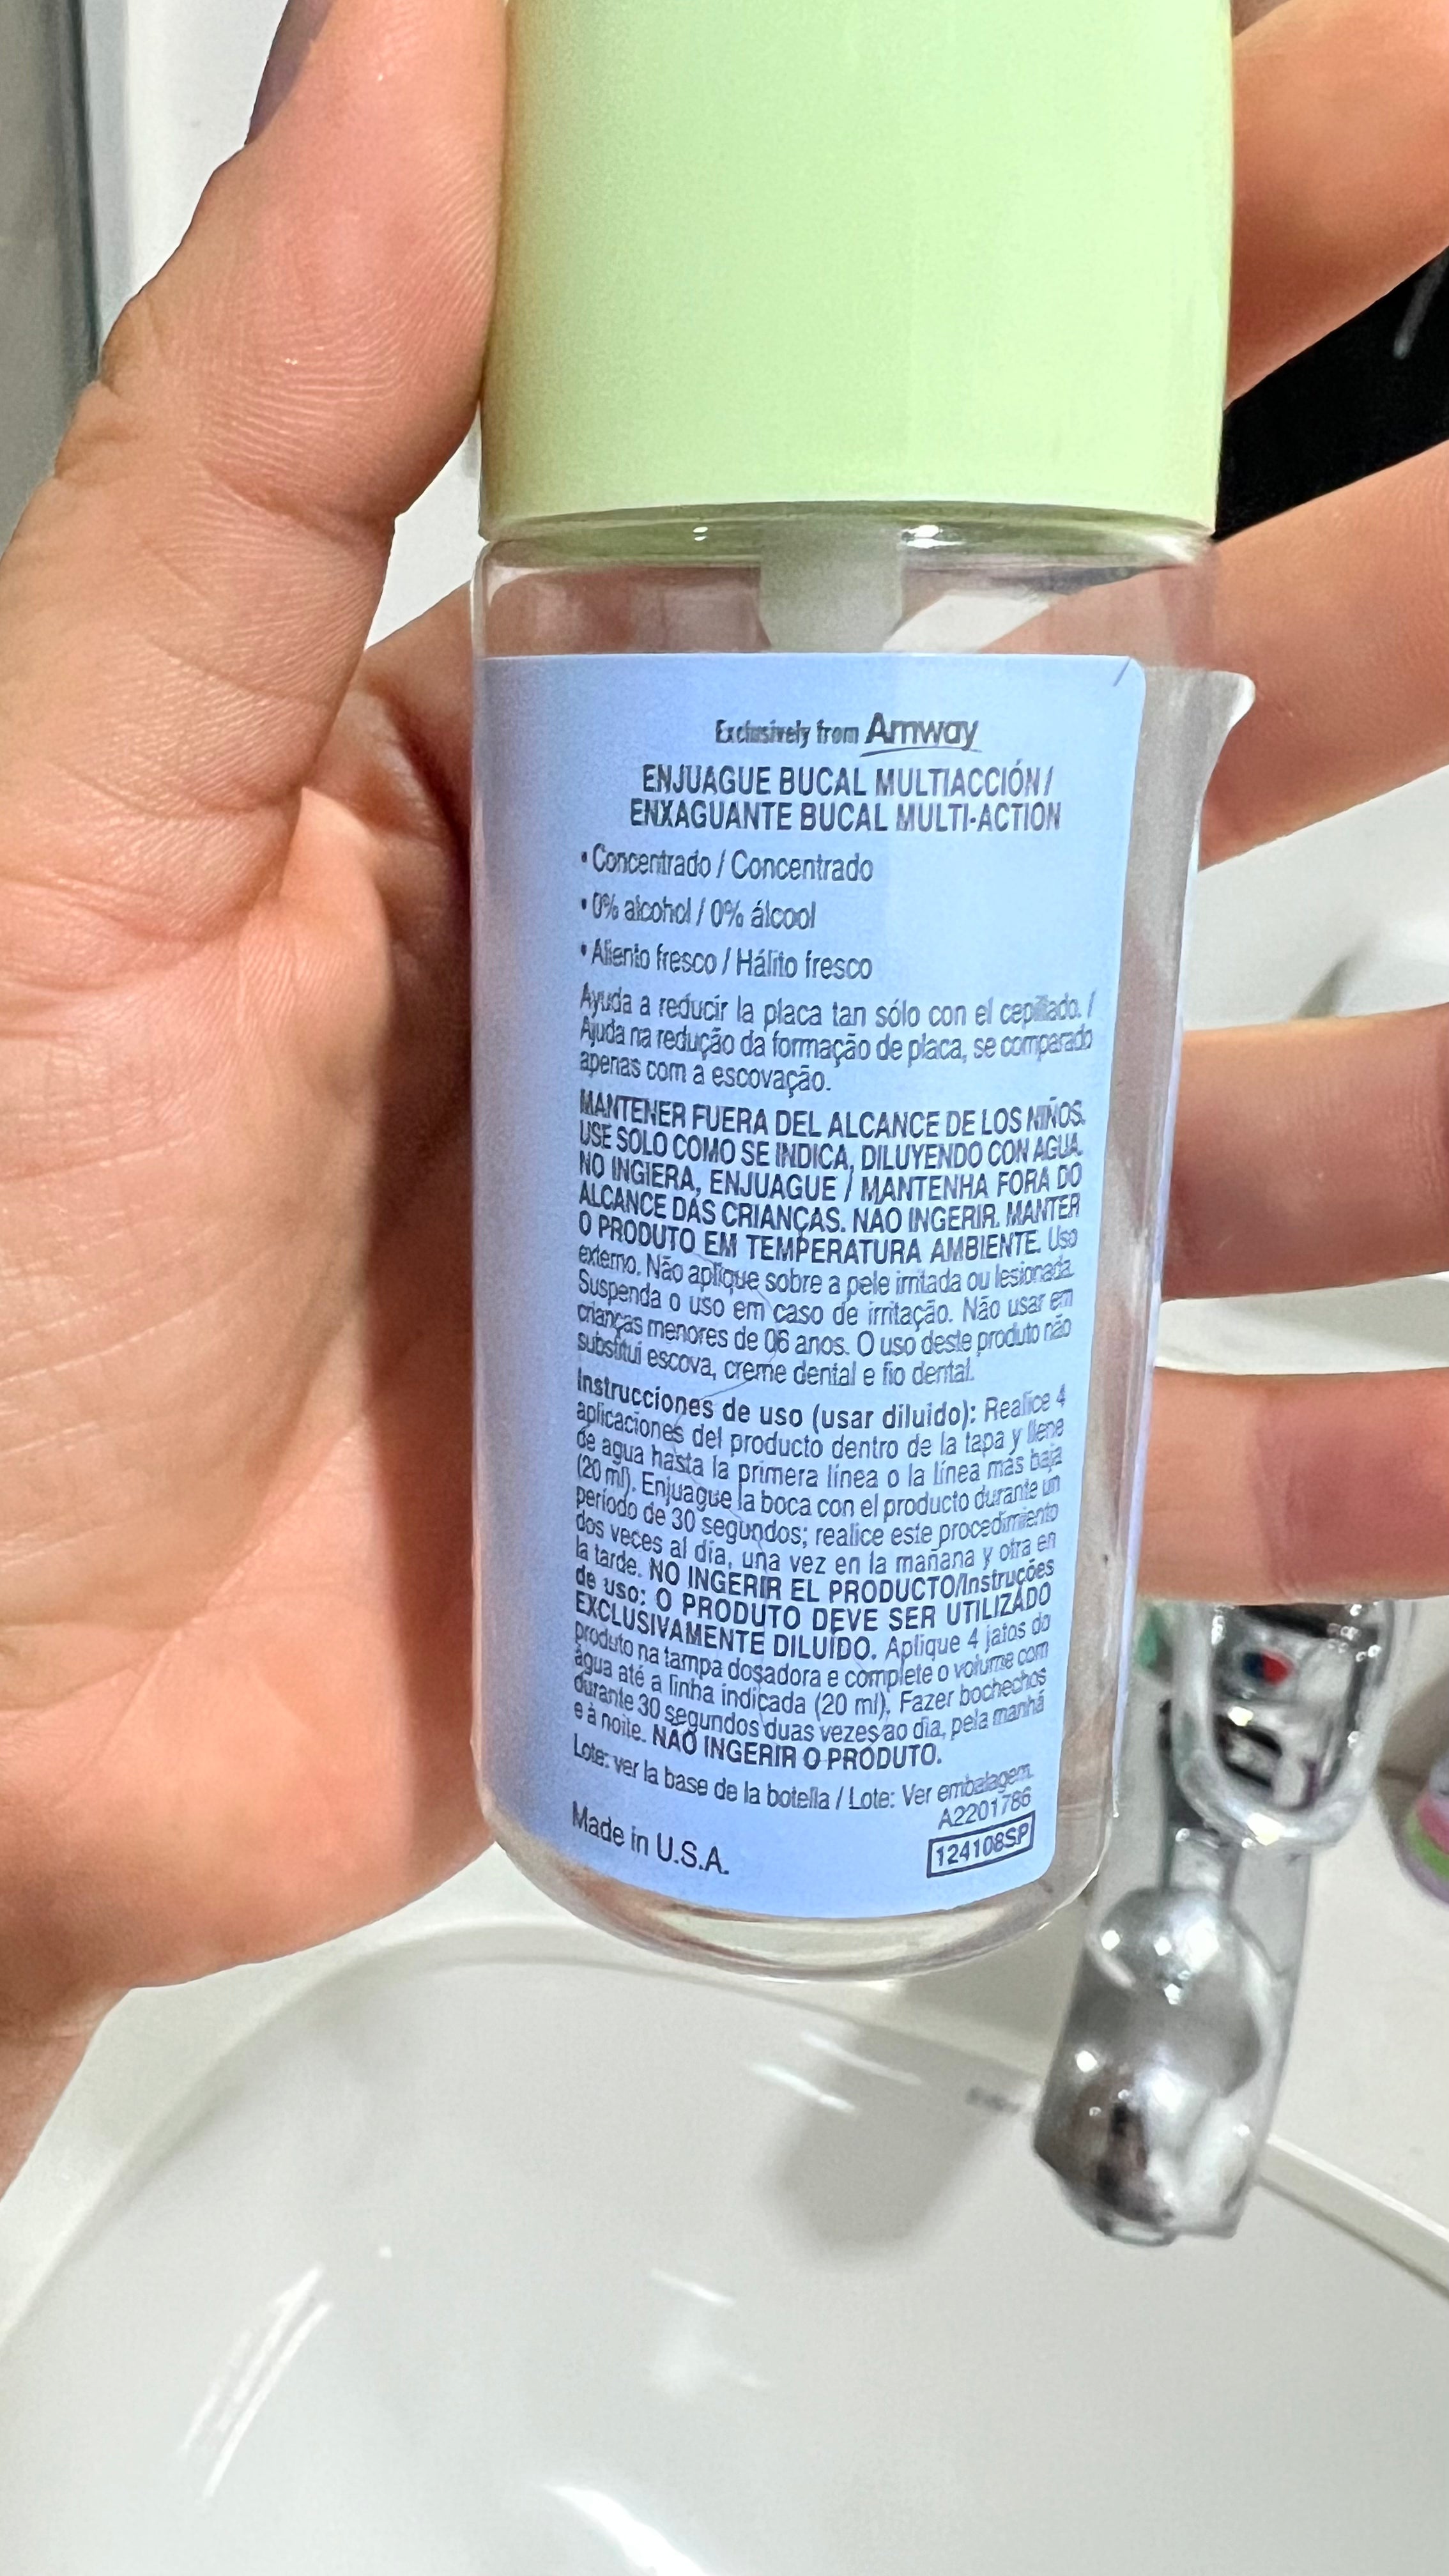 Exclusively from Amway
ENJUAGUE BUCAL MULTIACCIÓN /
ENXAGUANTE BUCAL MULTI-ACTION
• Concentrado / Concentrado
• 0% alcohol / 0% álcool
• Aliento fresco / Hálito fresco
Ayuda a reducir la placa tan sólo con el cepillado. /
Ajuda na redução da formação de placa, se comparado
apenas com a escovação.
MANTENER FUERA DEL ALCANCE DE LOS NIÑOS.
USE SOLO COMO SE INDICA, DILUYENDO CON AGUA.
NO INGIERA, ENJUAGUE / MANTENHA FORA DO
ALCANCE DAS CRIANÇAS. NÃO INGERIR. MANTER
O PRODUTO EM TEMPERATURA AMBIENTE. Uso
externo. Não aplique sobre a pele irritada ou lesionada.
Suspenda o uso em caso de irritação. Não usar em
crianças menores de 06 anos. O uso deste produto não
substitui escova, creme dental e fio dental.
Instrucciones de uso (usar diluido): Realice 4
aplicaciones del producto dentro de la tapa y llene
de agua hasta la primera línea o la línea más baja
(20 ml). Enjuague la boca con el producto durante un
período de 30 segundos; realice este procedimiento
dos veces al día, una vez en la mañana y otra en
la tarde. NO INGERIR EL PRODUCTO/Instruções
de uso: O PRODUTO DEVE SER UTILIZADO
EXCLUSIVAMENTE DILUÍDO. Aplique 4 jatos do
produto na tampa dosadora e complete o volume com
água até a linha indicada (20 ml). Fazer bochechos
durante 30 segundos duas vezes ao dia, pela manhã
e à noite. NÃO INGERIR O PRODUTO.
Lote: ver la base de la botella / Lote: Ver embalagem.
A2201786
Made in U.S.A. 124108SP